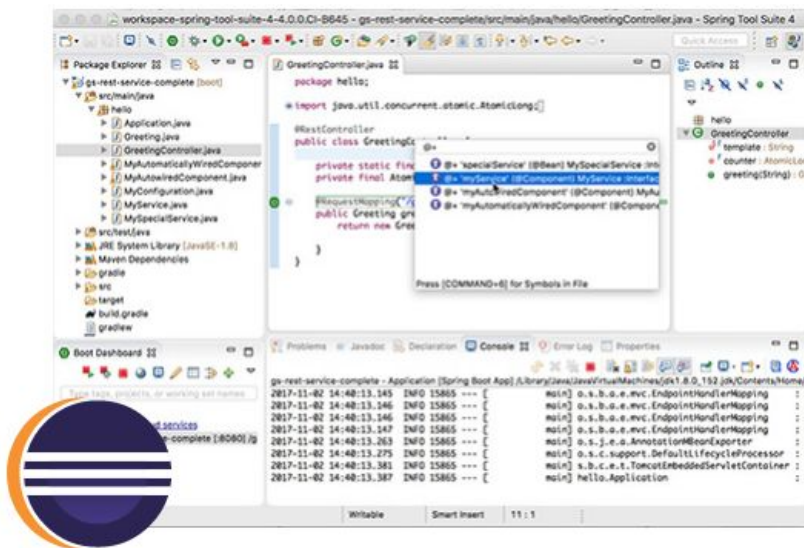 workspace-spring-tool-suite-4-4.0.0.CI-B645 - gs-rest-service-complete/src/main/java/hello/GreetingController.java - Spring Tool Suite 4
Quick Access
Package Explorer
gs-rest-service-complete [boot]
src/main/java
hello
Application.java
Greeting.java
GreetingController.java
MyAutomaticallyWiredComponer
MyAutowiredComponent.java
MyConfiguration.java
MyService.java
MySpecialService.java
src/test/java
JRE System Library [JavaSE-1.8]
Maven Dependencies
gradle
src
target
build.gradle
gradlew
GreetingController.java
package hello;
import java.util.concurrent.atomic.AtomicLong;
@RestController
public class GreetingC
private static fina
private final Atom
@RequestMapping("/g
public Greeting gre
return new Gree
}
}
@+
@+ 'specialService' (@Bean) MySpecialService :Inte
@+ 'myService' (@Component) MyService :Interfac
@+ 'myAutowiredComponent' (@Component) MyAu
@+ 'myAutomaticallyWiredComponent' (@Compone
Press [COMMAND+6] for Symbols in File
Outline
hello
GreetingController
template : String
counter : AtomicLo
greeting(String) : G
Boot Dashboard
Type tags, projects, or working set names
d services
e-complete [:8080] /g
Problems
Javadoc
Declaration
Console
Error Log
Properties
gs-rest-service-complete - Application [Spring Boot App] /Library/Java/JavaVirtualMachines/jdk1.8.0_152.jdk/Contents/Home/
2017-11-02 14:40:13.145 INFO 15865 --- [ main] o.s.b.a.e.mvc.EndpointHandlerMapping :
2017-11-02 14:40:13.146 INFO 15865 --- [ main] o.s.b.a.e.mvc.EndpointHandlerMapping :
2017-11-02 14:40:13.146 INFO 15865 --- [ main] o.s.b.a.e.mvc.EndpointHandlerMapping :
2017-11-02 14:40:13.147 INFO 15865 --- [ main] o.s.b.a.e.mvc.EndpointHandlerMapping :
2017-11-02 14:40:13.263 INFO 15865 --- [ main] o.s.j.e.a.AnnotationMBeanExporter :
2017-11-02 14:40:13.275 INFO 15865 --- [ main] o.s.c.support.DefaultLifecycleProcessor :
2017-11-02 14:40:13.381 INFO 15865 --- [ main] s.b.c.e.t.TomcatEmbeddedServletContainer :
2017-11-02 14:40:13.387 INFO 15865 --- [ main] hello.Application :
Writable
Smart Insert
11 : 1